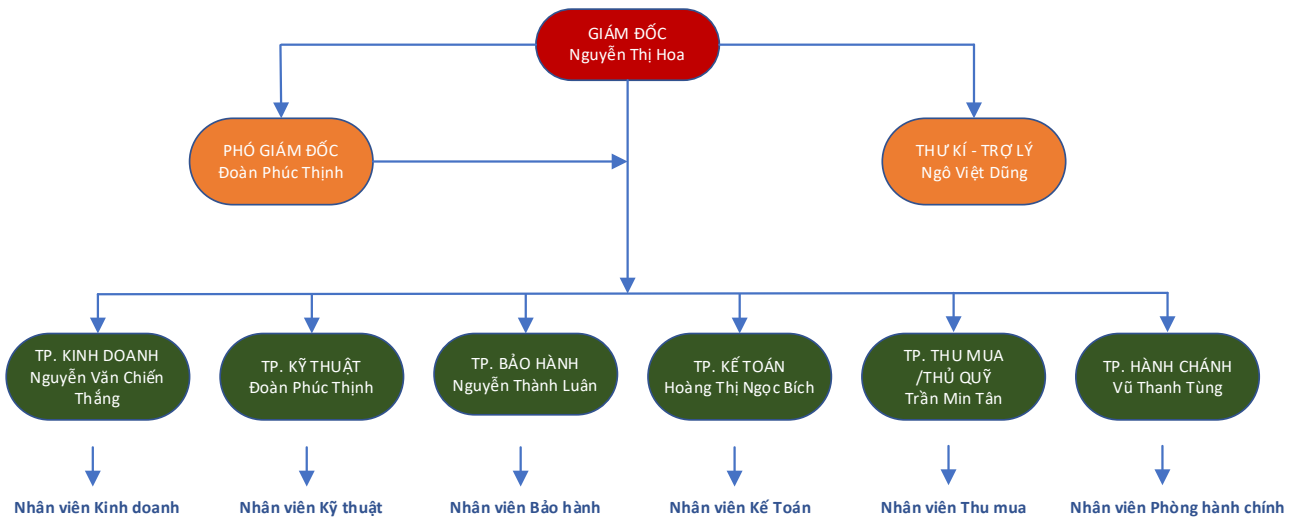 GIÁM ĐỐC
Nguyễn Thị Hoa
PHÓ GIÁM ĐỐC
Đoàn Phúc Thịnh
THƯ KÍ - TRỢ LÝ
Ngô Việt Dũng
TP. KINH DOANH
Nguyễn Văn Chiến
Thắng
TP. KỸ THUẬT
Đoàn Phúc Thịnh
TP. BẢO HÀNH
Nguyễn Thành Luân
TP. KẾ TOÁN
Hoàng Thị Ngọc Bích
TP. THU MUA
/THỦ QUỸ
Trần Min Tân
TP. HÀNH CHÁNH
Vũ Thanh Tùng
Nhân viên Kinh doanh
Nhân viên Kỹ thuật
Nhân viên Bảo hành
Nhân viên Kế Toán
Nhân viên Thu mua
Nhân viên Phòng hành chính